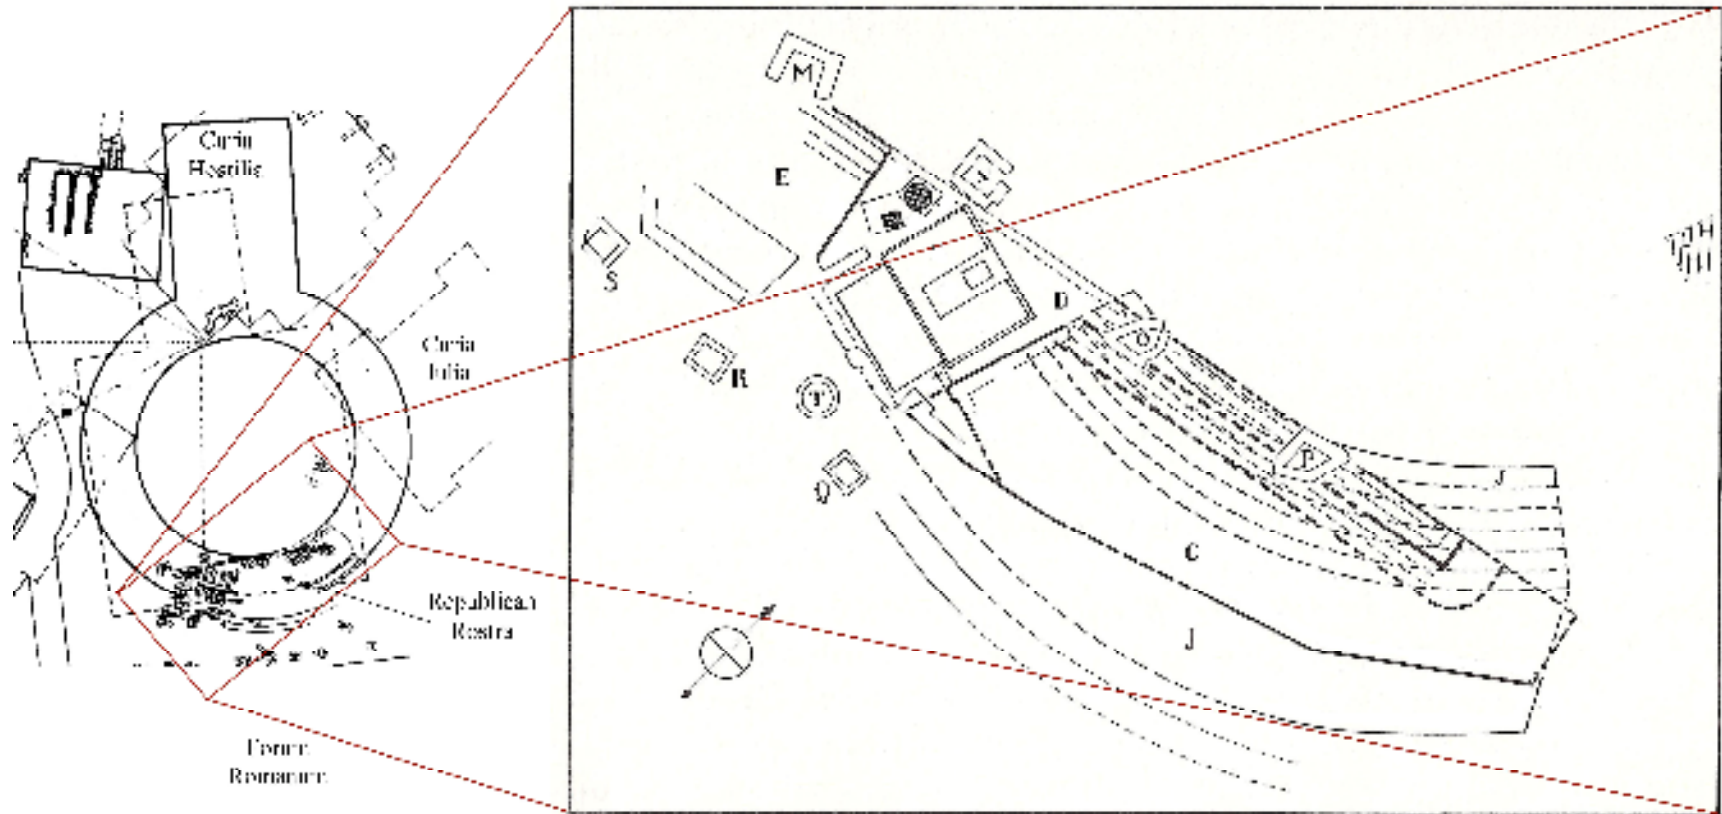 Curia
Hostilis
Curia
Iulia
Republican
Rostra
Forum
Romanum
M
E
S
R
T
Q
D
O
P
J
C
J